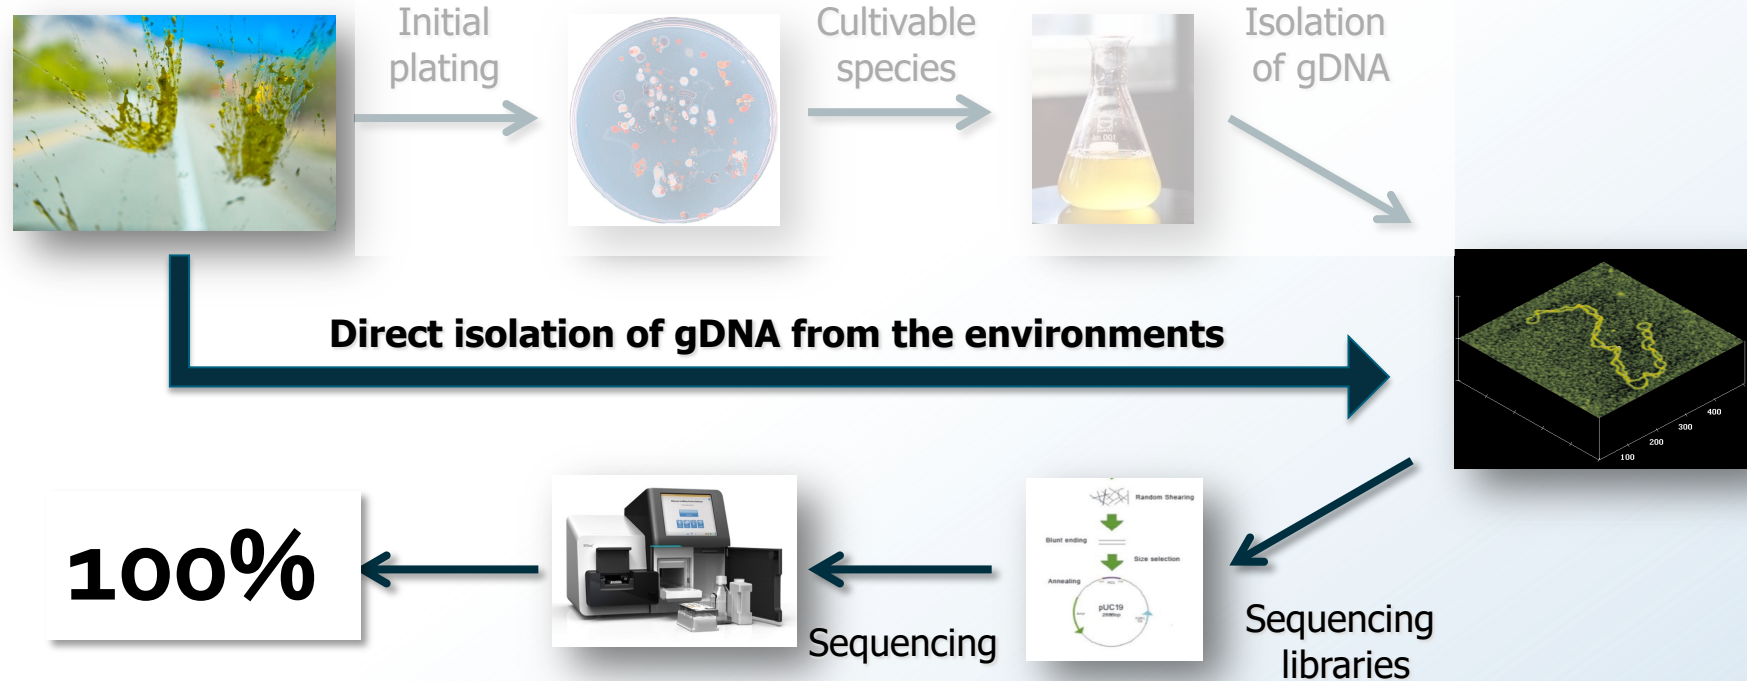 Initial
plating
Cultivable
species
Isolation
of gDNA
Direct isolation of gDNA from the environments
400
300
200
100
100%
Random Shearing
Blunt ending
Size selection
Annealing
pUC19
Sequencing
Sequencing
libraries